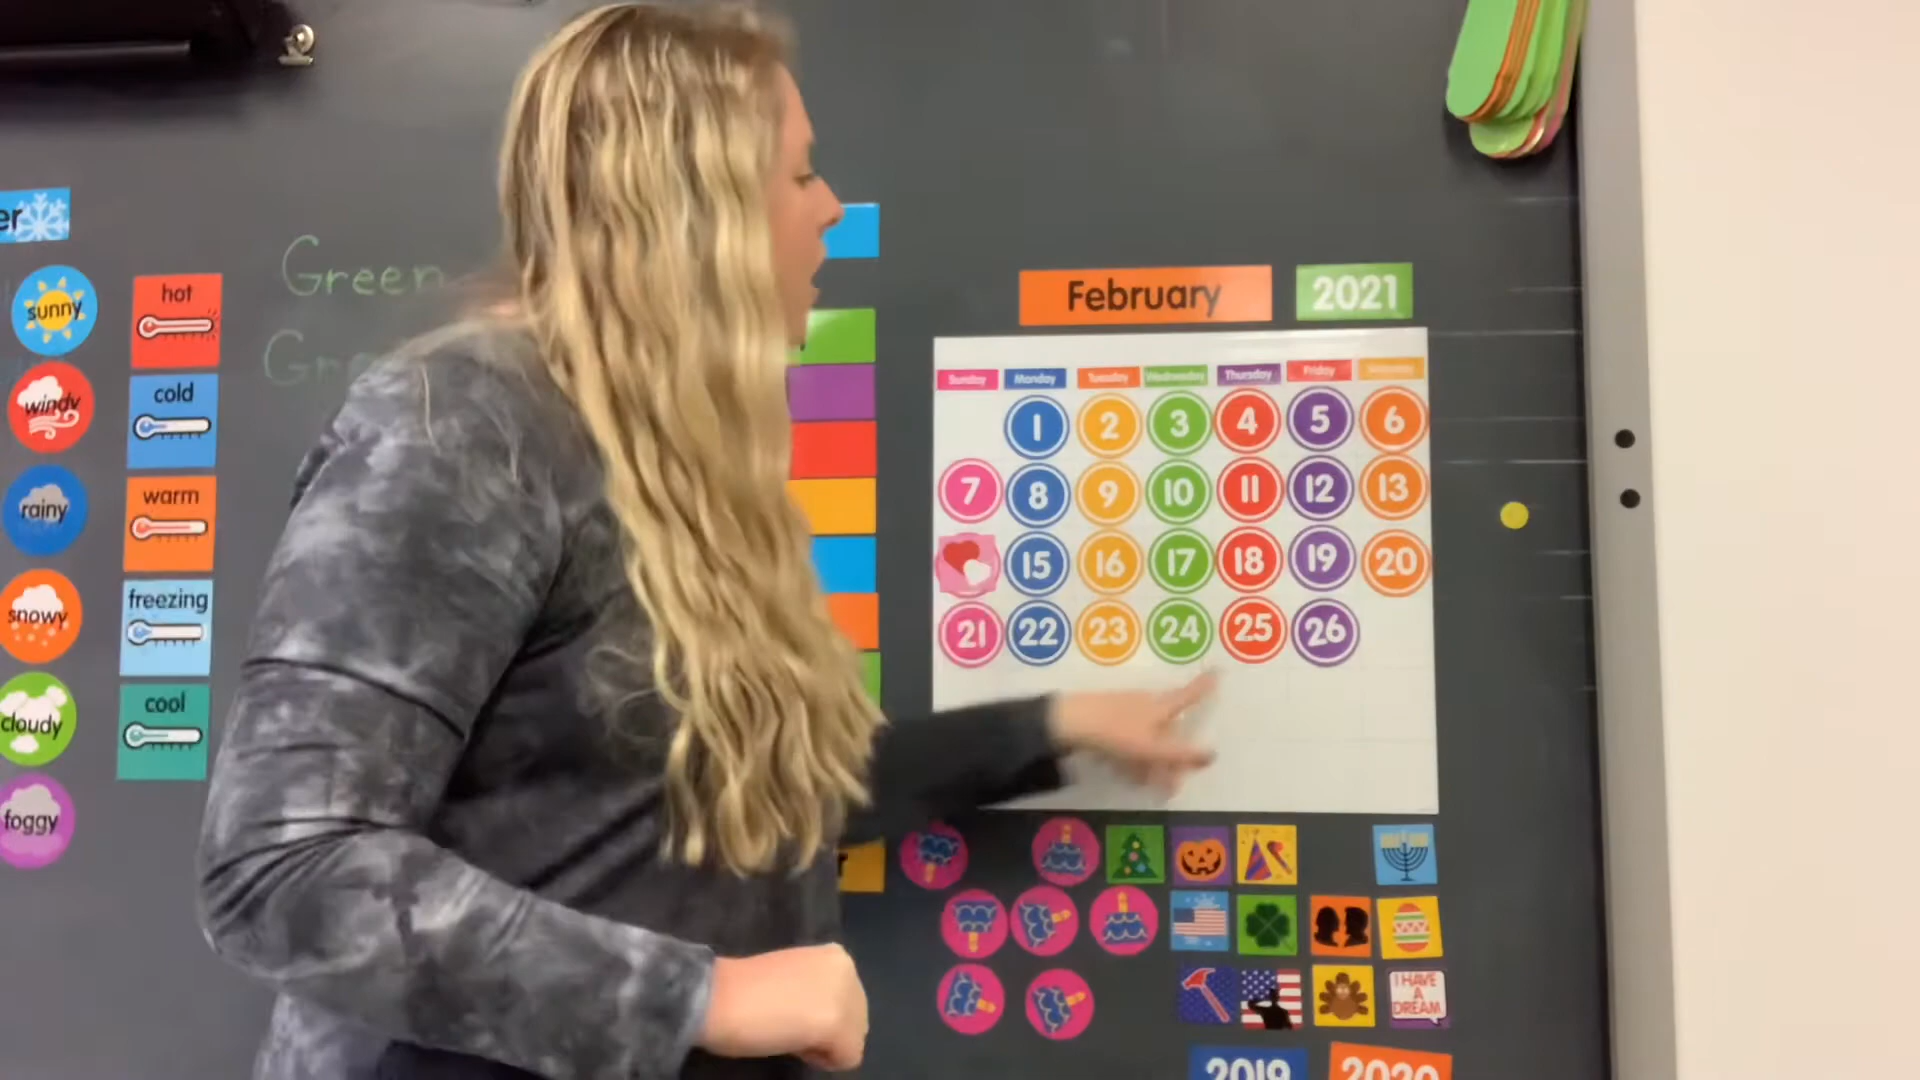 er
sunny
windy
rainy
snowy
cloudy
foggy
hot
cold
warm
freezing
cool
Green
Gre
February 2021
Sunday Monday Tuesday Wednesday Thursday Friday
1 2 3 4 5 6
7 8 9 10 11 12 13
15 16 17 18 19 20
21 22 23 24 25 26
r
I HAVE
A
DREAM
2019 2020